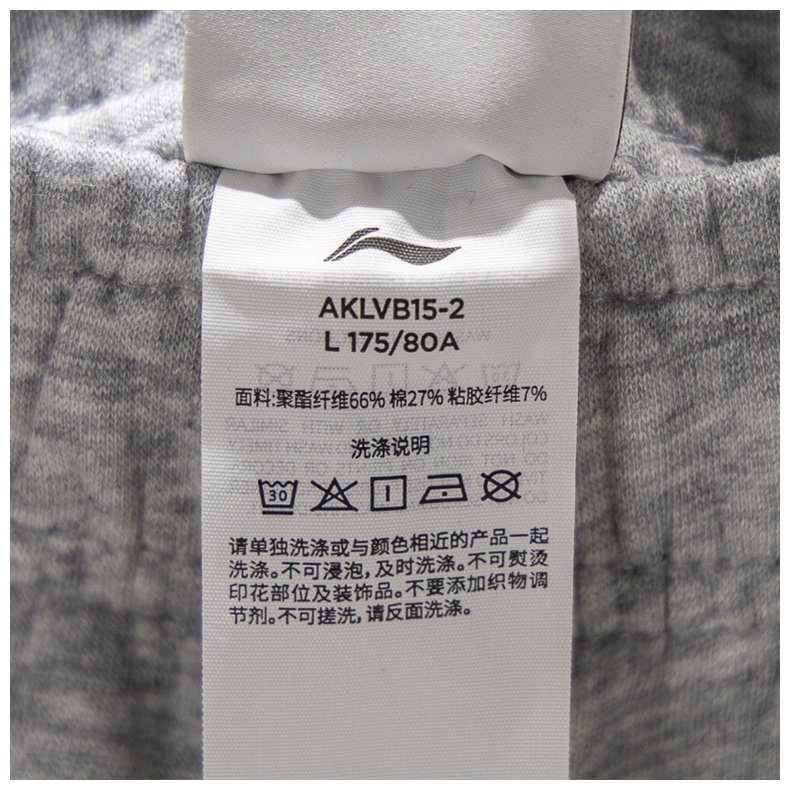 AKLVB15-2
L 175/80A
面料:聚酯纤维66% 棉27% 粘胶纤维7%
洗涤说明
30
请单独洗涤或与颜色相近的产品一起
洗涤。不可浸泡,及时洗涤。不可熨烫
印花部位及装饰品。不要添加织物调
节剂。不可搓洗,请反面洗涤。